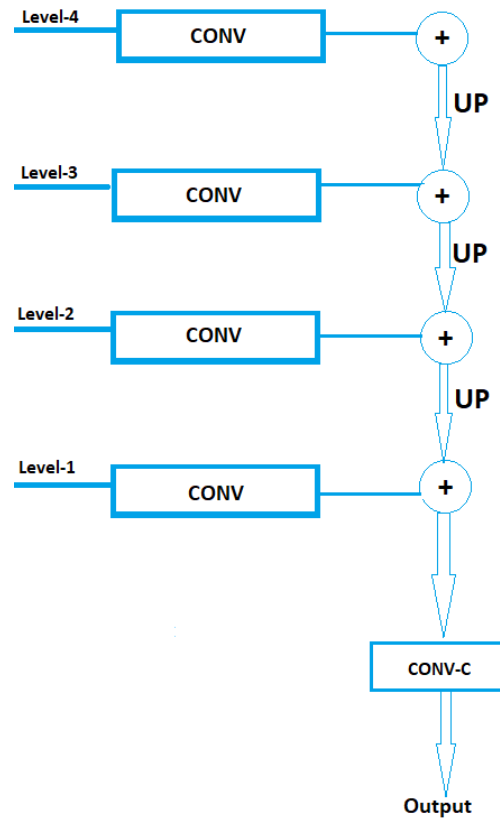 Level-4
CONV
+
UP
Level-3
CONV
+
UP
Level-2
CONV
+
UP
Level-1
CONV
+
CONV-C
Output